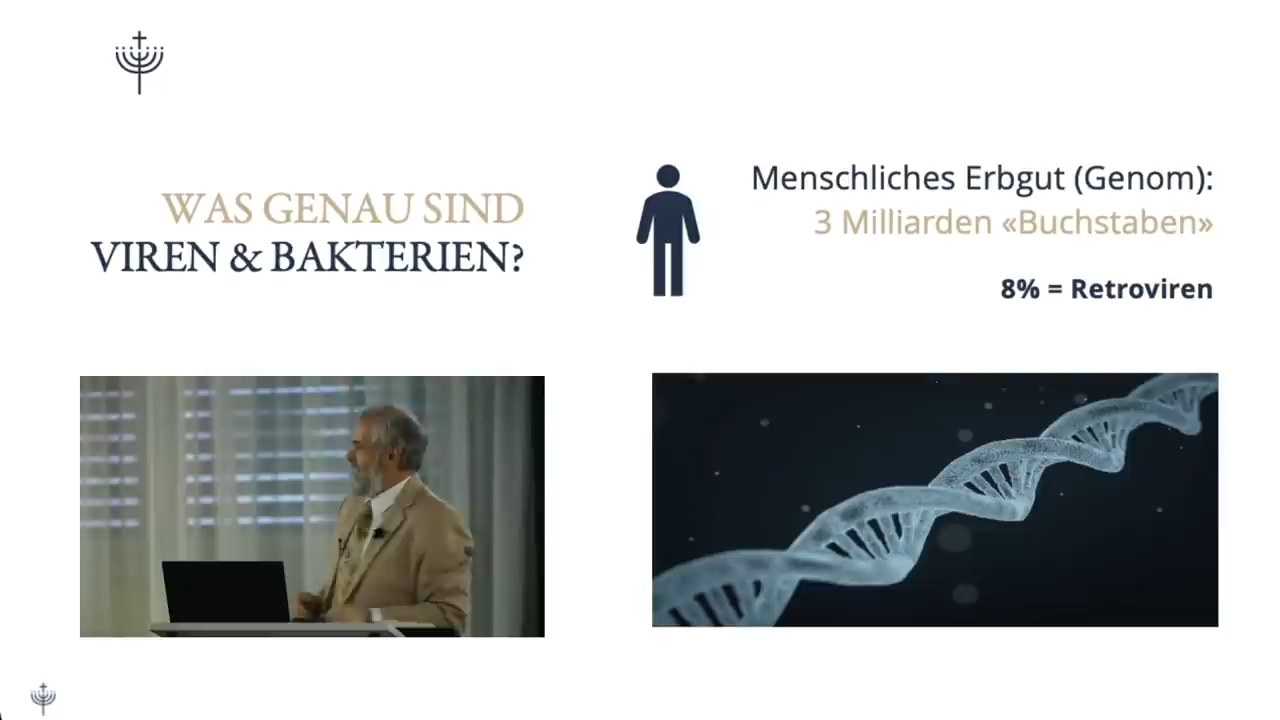 WAS GENAU SIND
VIREN & BAKTERIEN?
Menschliches Erbgut (Genom):
3 Milliarden «Buchstaben»
8% = Retroviren